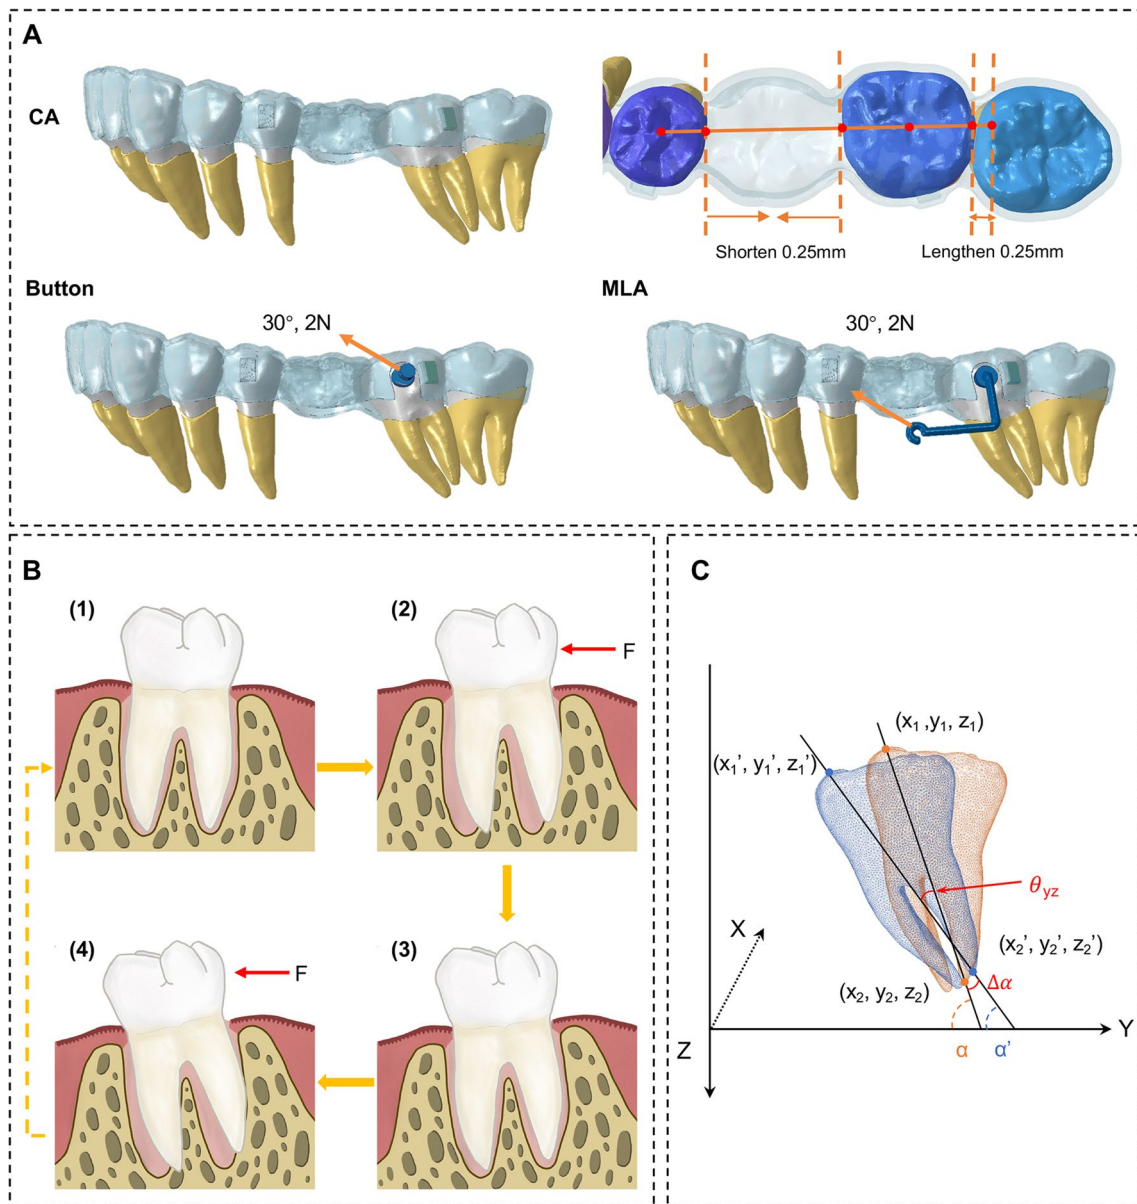 A
CA
Shorten 0.25mm
Lengthen 0.25mm
Button
30°, 2N
MLA
30°, 2N
B
(1)
(2)
F
(4)
F
(3)
C
(x₁ ,y₁, z₁)
(x₁’, y₁’, z₁’)
θyz
X
(x₂’, y₂’, z₂’)
(x₂, y₂, z₂)
Δα
Y
Z
α
α’